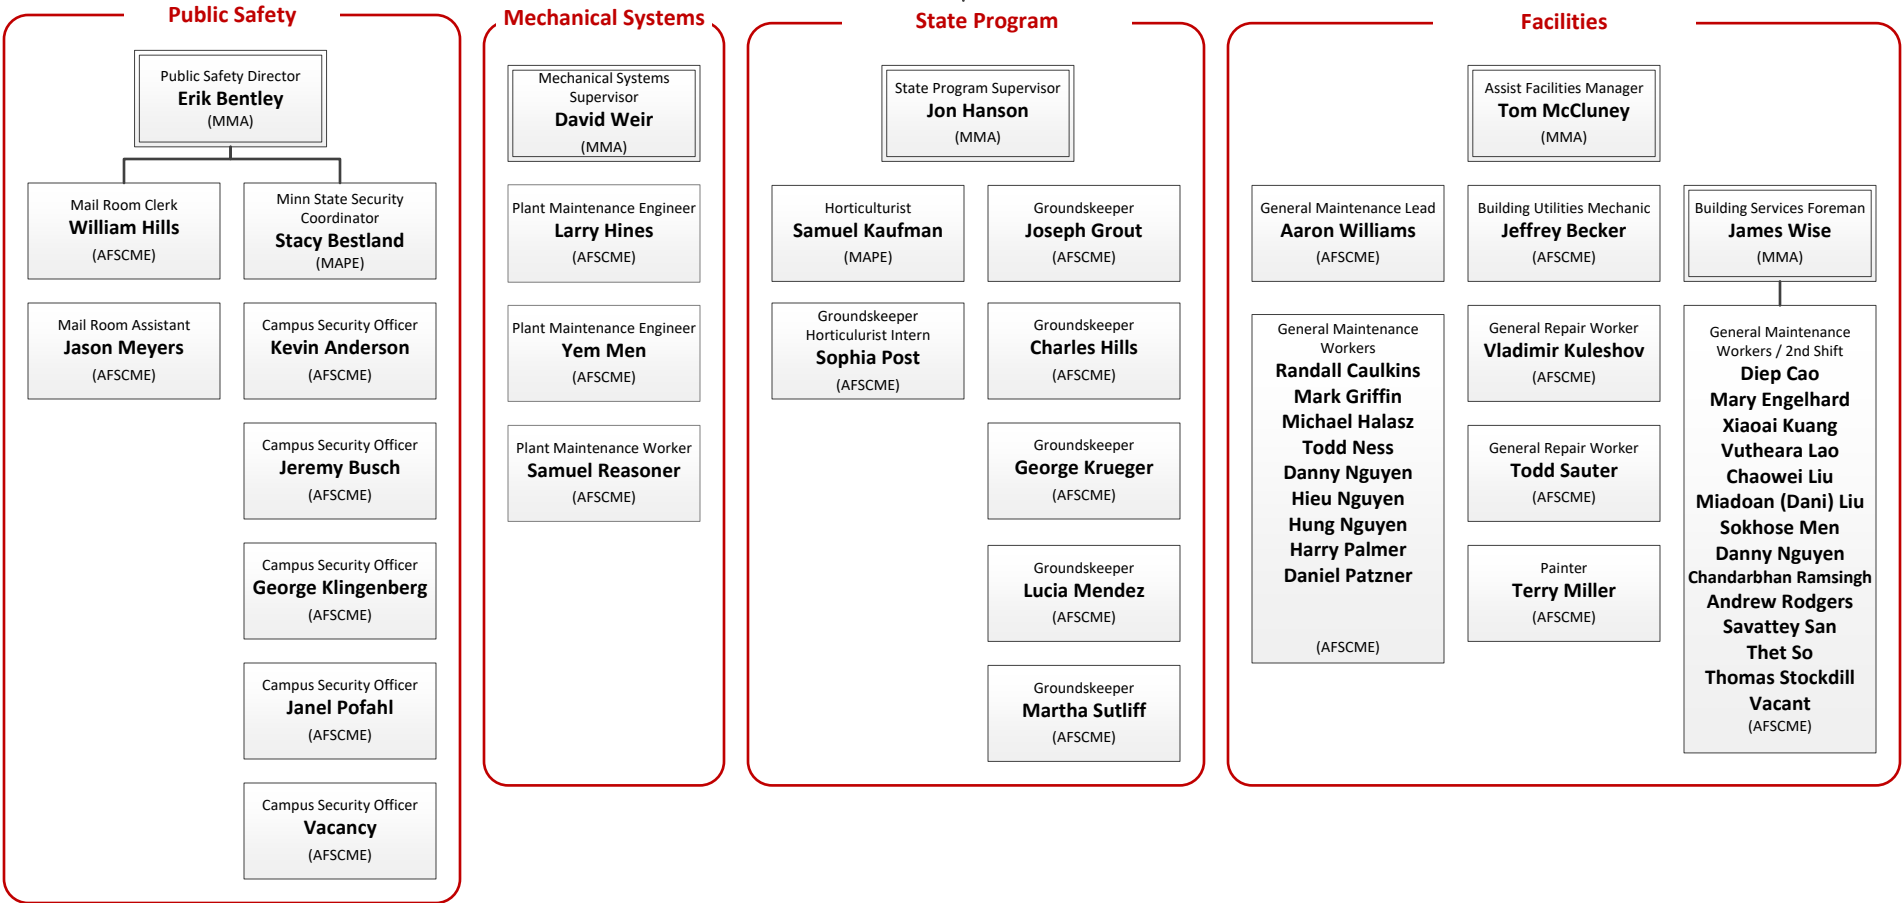 Public Safety
Public Safety Director
Erik Bentley
(MMA)
Mail Room Clerk
William Hills
(AFSCME)
Mail Room Assistant
Jason Meyers
(AFSCME)
Minn State Security
Coordinator
Stacy Bestland
(MAPE)
Campus Security Officer
Kevin Anderson
(AFSCME)
Campus Security Officer
Jeremy Busch
(AFSCME)
Campus Security Officer
George Klingenberg
(AFSCME)
Campus Security Officer
Janel Pofahl
(AFSCME)
Campus Security Officer
Vacancy
(AFSCME)
Mechanical Systems
Mechanical Systems
Supervisor
David Weir
(MMA)
Plant Maintenance Engineer
Larry Hines
(AFSCME)
Plant Maintenance Engineer
Yem Men
(AFSCME)
Plant Maintenance Worker
Samuel Reasoner
(AFSCME)
State Program
State Program Supervisor
Jon Hanson
(MMA)
Horticulturist
Samuel Kaufman
(MAPE)
Groundskeeper
Horticulurist Intern
Sophia Post
(AFSCME)
Groundskeeper
Joseph Grout
(AFSCME)
Groundskeeper
Charles Hills
(AFSCME)
Groundskeeper
George Krueger
(AFSCME)
Groundskeeper
Lucia Mendez
(AFSCME)
Groundskeeper
Martha Sutliff
(AFSCME)
Facilities
Assist Facilities Manager
Tom McCluney
(MMA)
General Maintenance Lead
Aaron Williams
(AFSCME)
General Maintenance
Workers
Randall Caulkins
Mark Griffin
Michael Halasz
Todd Ness
Danny Nguyen
Hieu Nguyen
Hung Nguyen
Harry Palmer
Daniel Patzner
(AFSCME)
Building Utilities Mechanic
Jeffrey Becker
(AFSCME)
General Repair Worker
Vladimir Kuleshov
(AFSCME)
General Repair Worker
Todd Sauter
(AFSCME)
Painter
Terry Miller
(AFSCME)
Building Services Foreman
James Wise
(MMA)
General Maintenance
Workers / 2nd Shift
Diep Cao
Mary Engelhard
Xiaoai Kuang
Vutheara Lao
Chaowei Liu
Miadoan (Dani) Liu
Sokhose Men
Danny Nguyen
Chandarbhan Ramsingh
Andrew Rodgers
Savattey San
Thet So
Thomas Stockdill
Vacant
(AFSCME)